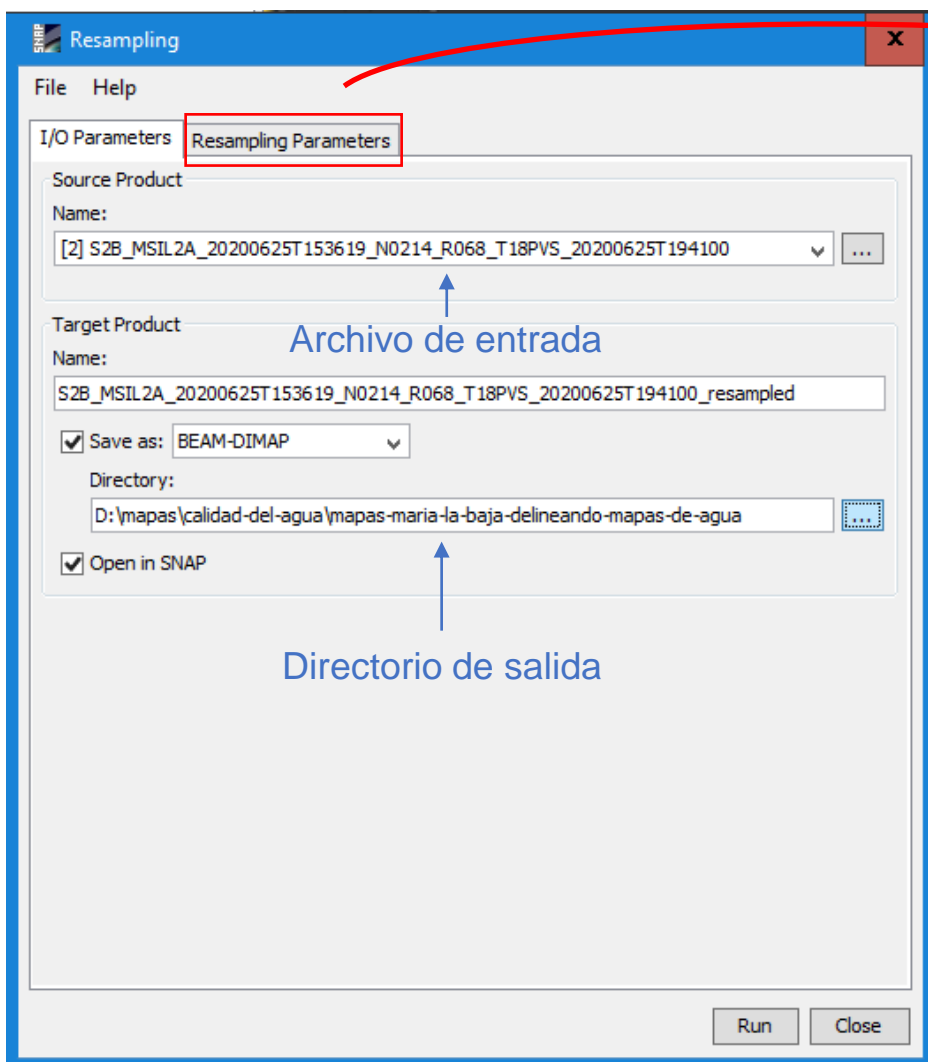 SNAP Resampling x
File Help
I/O Parameters Resampling Parameters
Source Product
Name:
[2] S2B_MSIL2A_20200625T153619_N0214_R068_T18PVS_20200625T194100 ...
Target Product
Archivo de entrada
Name:
S2B_MSIL2A_20200625T153619_N0214_R068_T18PVS_20200625T194100_resampled
Save as: BEAM-DIMAP
Directory:
D:\mapas\calidad-del-agua\mapas-maria-la-baja-delineando-mapas-de-agua ...
Open in SNAP
Directorio de salida
Run Close